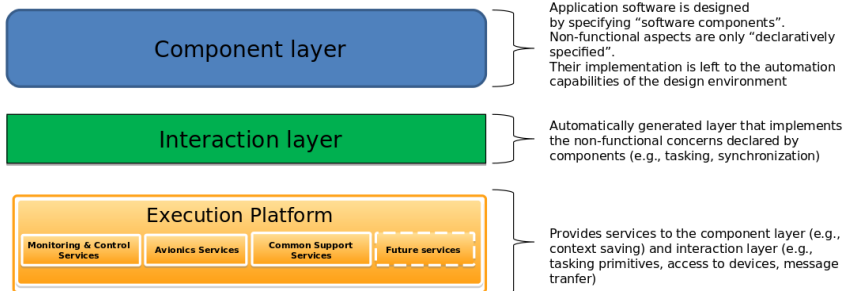 Component layer
Application software is designed
by specifying “software components”.
Non-functional aspects are only “declaratively
specified”.
Their implementation is left to the automation
capabilities of the design environment
Interaction layer
Automatically generated layer that implements
the non-functional concerns declared by
components (e.g., tasking, synchronization)
Execution Platform
Monitoring & Control
Services
Avionics Services
Common Support
Services
Future services
Provides services to the component layer (e.g.,
context saving) and interaction layer (e.g.,
tasking primitives, access to devices, message
tranfer)